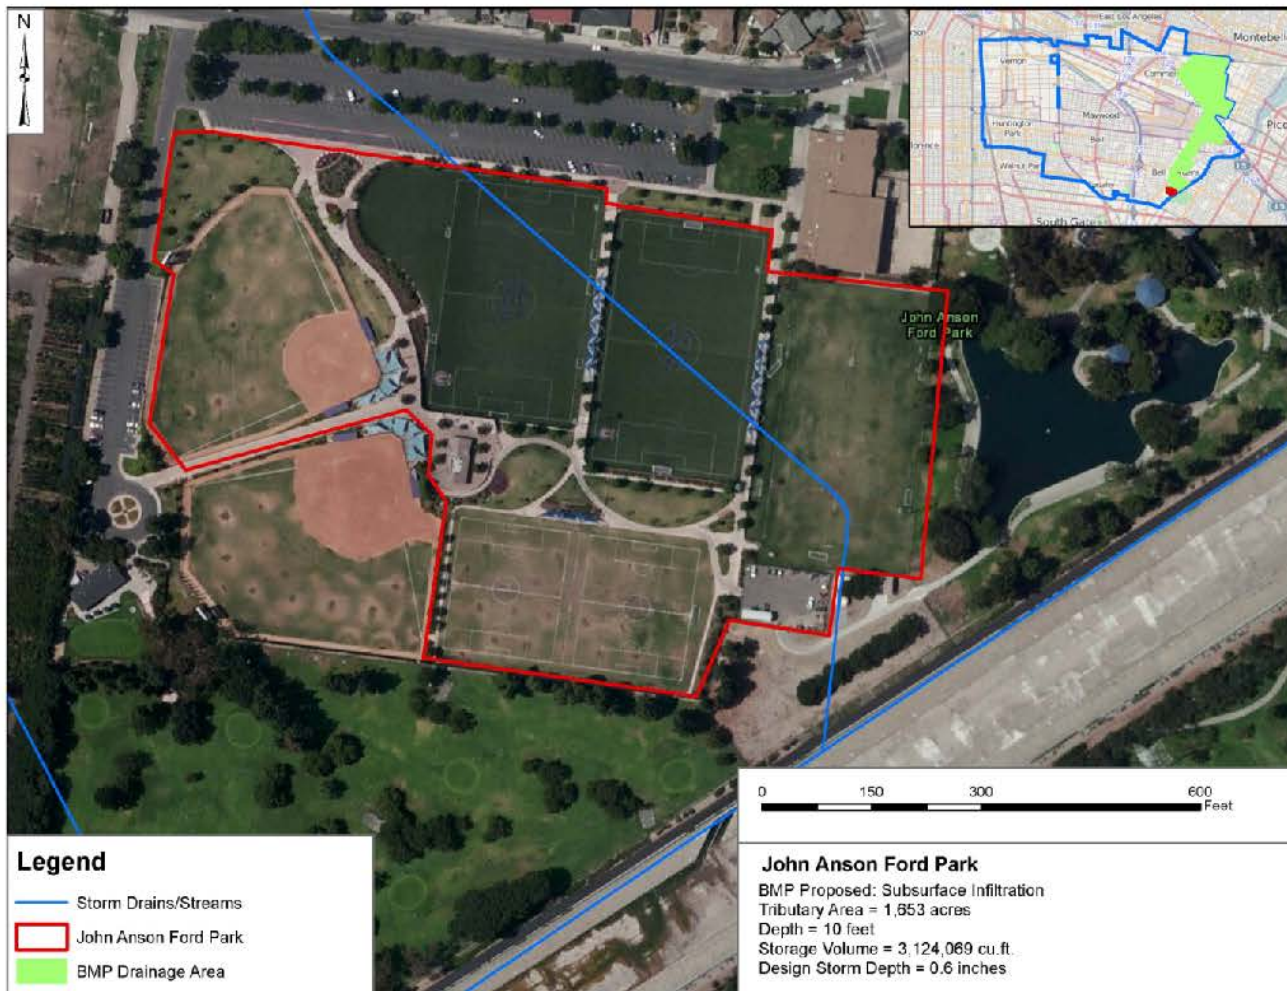 N
East Los Angeles
Montebell
Vernon
Maywood
Huntington
Park
Bell
Pico
lorence
Walnut Par
South Gate
John Anson
Ford Park
0 150 300 600
Feet
Legend
Storm Drains/Streams
John Anson Ford Park
BMP Drainage Area
John Anson Ford Park
BMP Proposed: Subsurface Infiltration
Tributary Area = 1,653 acres
Depth = 10 feet
Storage Volume = 3,124,069 cu.ft.
Design Storm Depth = 0.6 inches